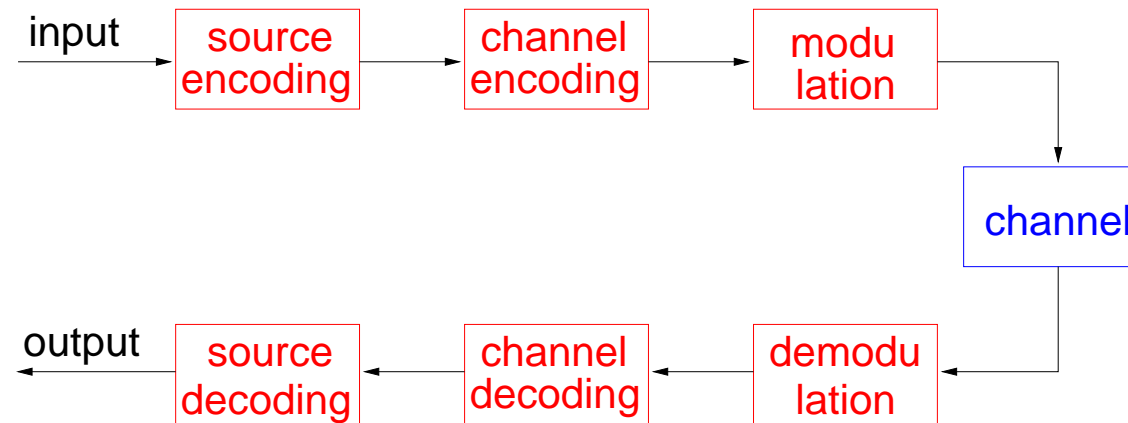 input
source
encoding
channel
encoding
modu
lation
channel
output
source
decoding
channel
decoding
demodu
lation